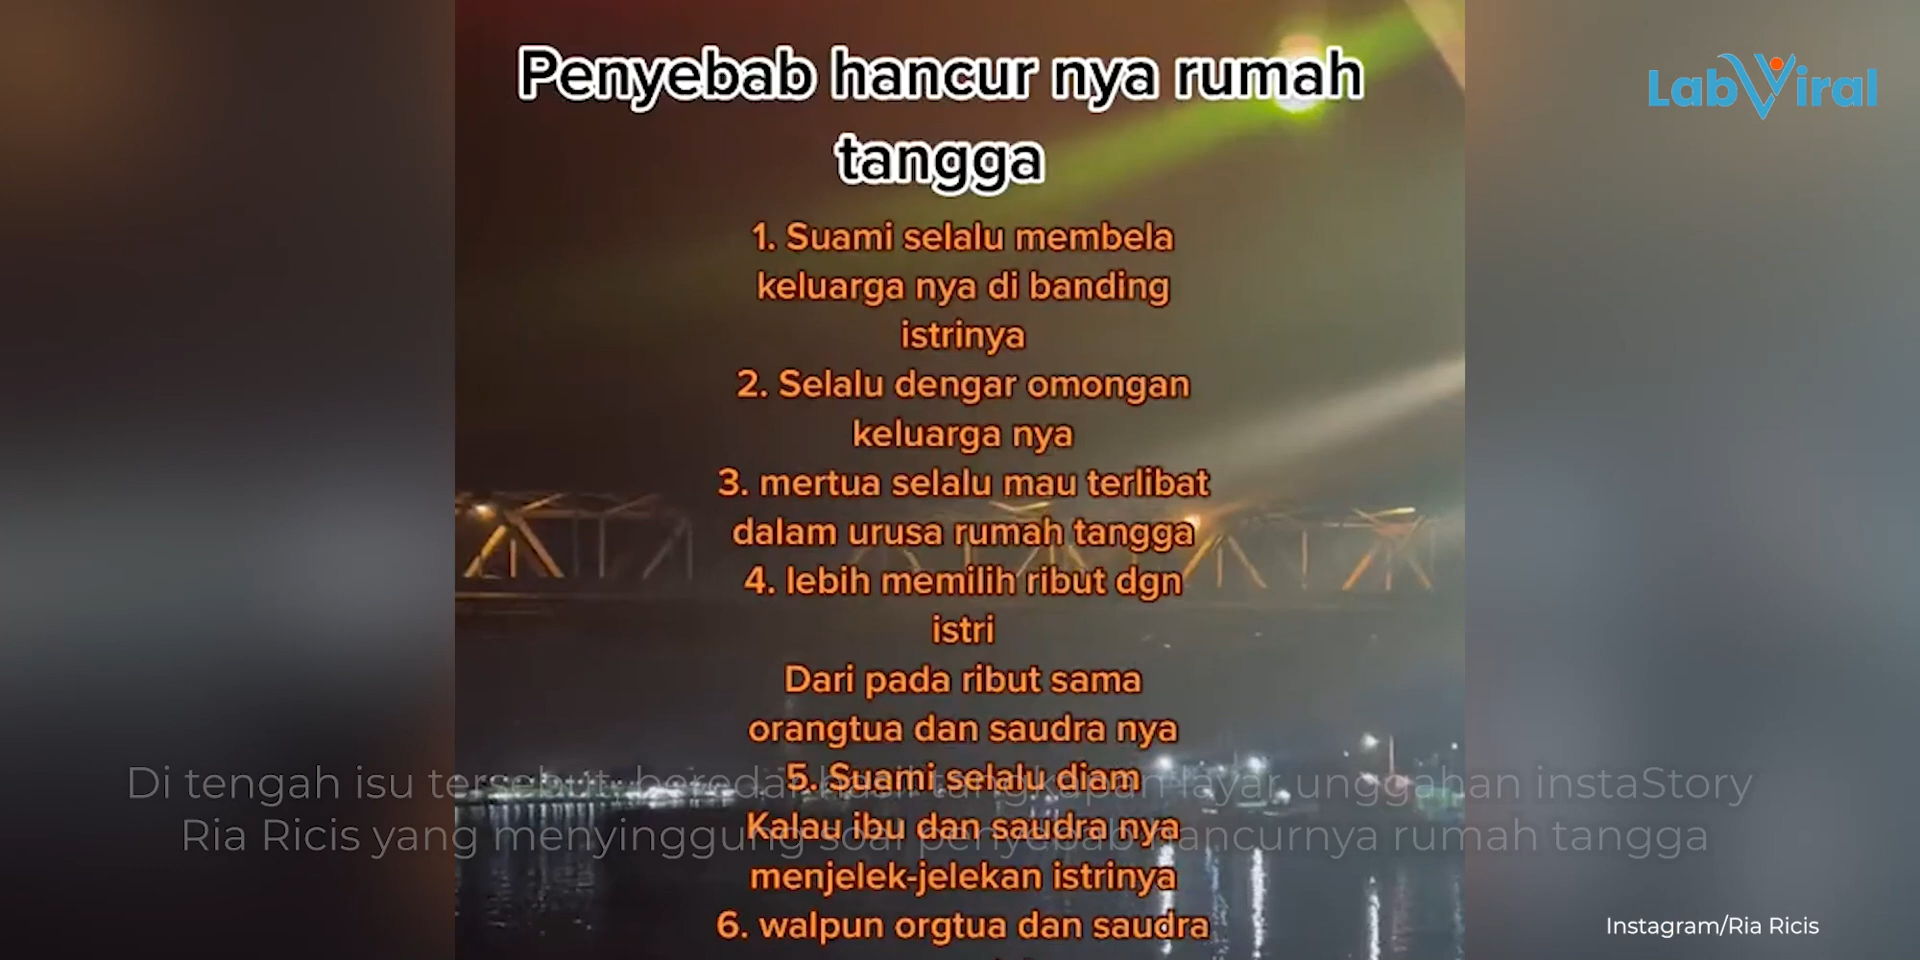 LabViral
Penyebab hancur nya rumah
tangga
1. Suami selalu membela
keluarga nya di banding
istrinya
2. Selalu dengar omongan
keluarga nya
3. mertua selalu mau terlibat
dalam urusa rumah tangga
4. lebih memilih ribut dgn
istri
Dari pada ribut sama
orangtua dan saudra nya
5. Suami selalu diam
Kalau ibu dan saudra nya
menjelek-jelekan istrinya
6. walpun orgtua dan saudra
Di tengah isu tersebut, beredar hasil tangkapan layar unggahan instaStory
Ria Ricis yang menyinggung soal penyebab hancurnya rumah tangga
Instagram/Ria Ricis